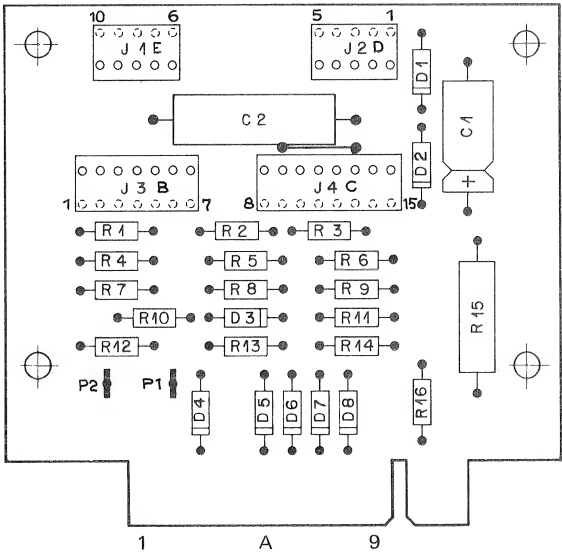 10 6
5 1
J1E
J2D
D1
C1
C2
D2
+
J3 B
J4 C
1 7
8 15
R1 R2 R3
R4 R5 R6
R7 R8 R9
R10 D3 R11
R12 R13 R14
R15
P2 P1
D4 D5 D6 D7 D8
R16
1 A 9